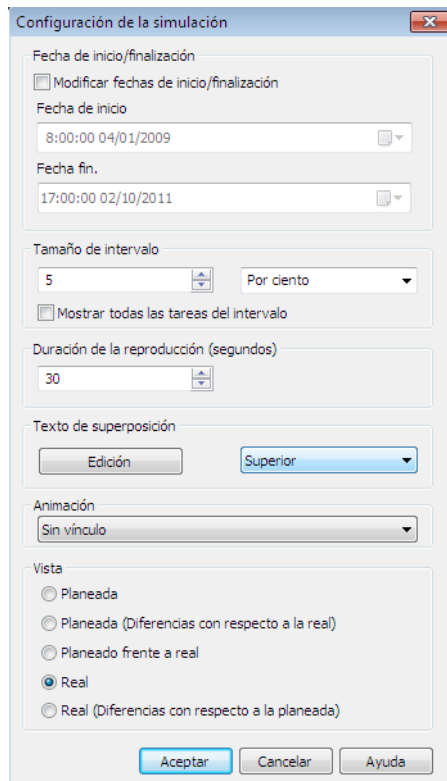 Configuración de la simulación
Fecha de inicio/finalización
Modificar fechas de inicio/finalización
Fecha de inicio
8:00:00 04/01/2009
Fecha fin.
17:00:00 02/10/2011
Tamaño de intervalo
5 Por ciento
Mostrar todas las tareas del intervalo
Duración de la reproducción (segundos)
30
Texto de superposición
Edición Superior
Animación
Sin vínculo
Vista
Planeada
Planeada (Diferencias con respecto a la real)
Planeado frente a real
Real
Real (Diferencias con respecto a la planeada)
Aceptar Cancelar Ayuda